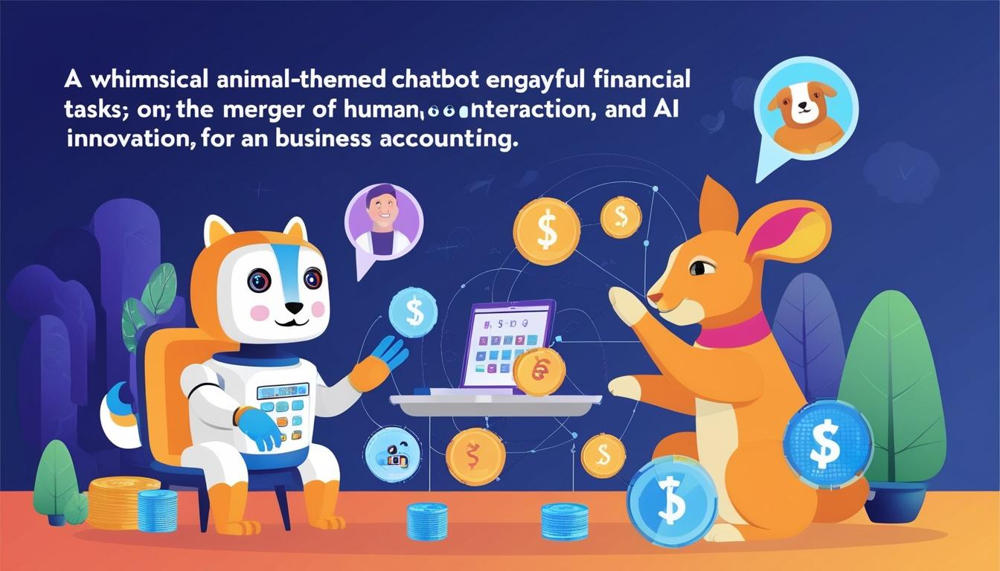 A whimsical animal-themed chatbot engayful financial
tasks; on; the merger of human, nteraction, and AI
innovation, for an business accounting.
$
$
$
$
$
$
$